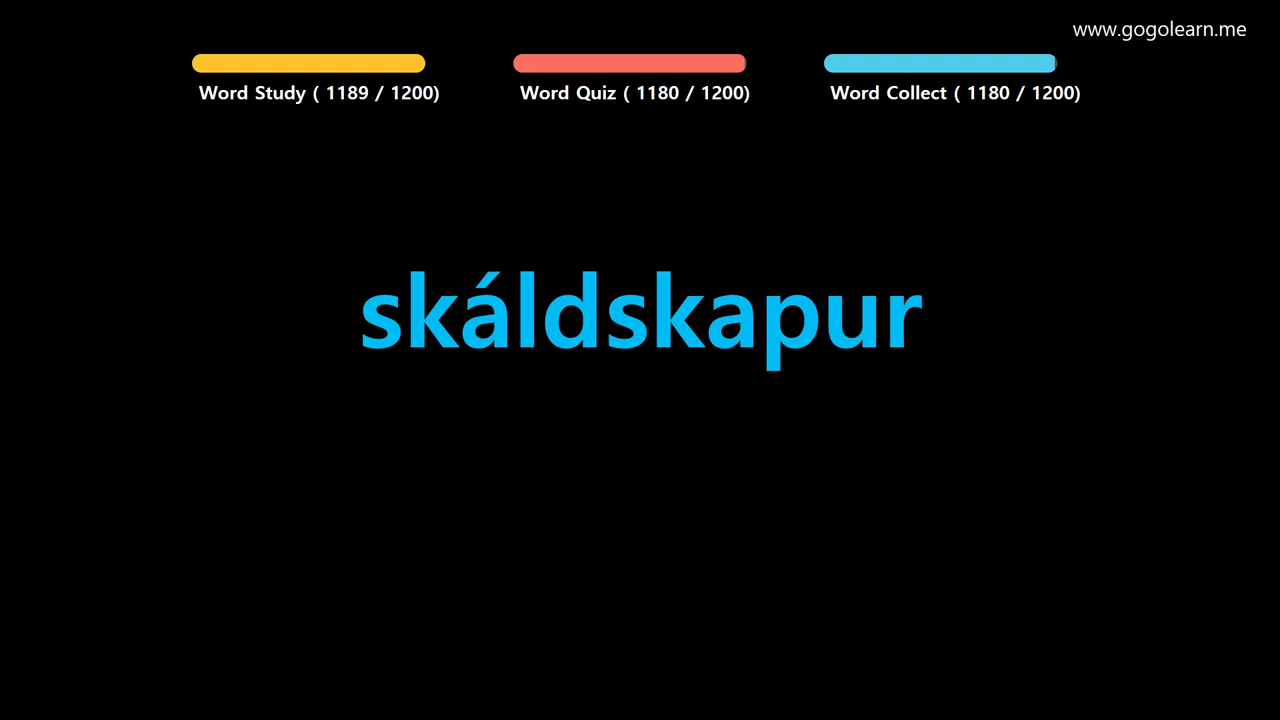 www.gogolearn.me
Word Study ( 1189 / 1200)
Word Quiz ( 1180 / 1200)
Word Collect ( 1180 / 1200)
skáldskapur